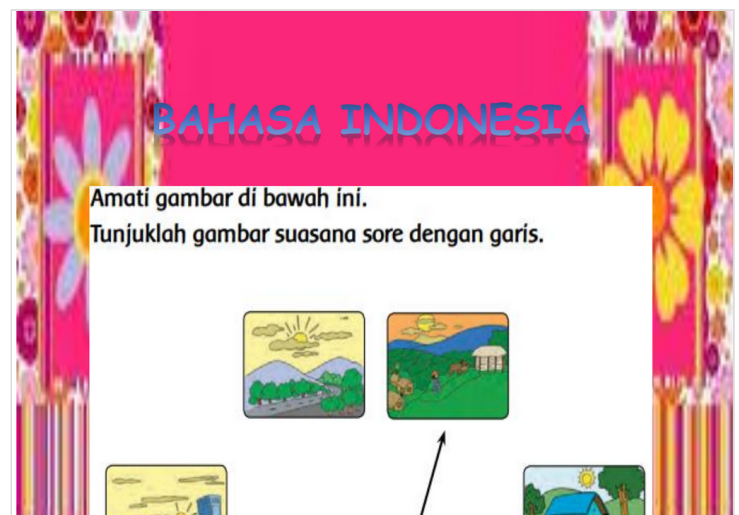 BAHASA INDONESIA
Amati gambar di bawah ini.
Tunjuklah gambar suasana sore dengan garis.